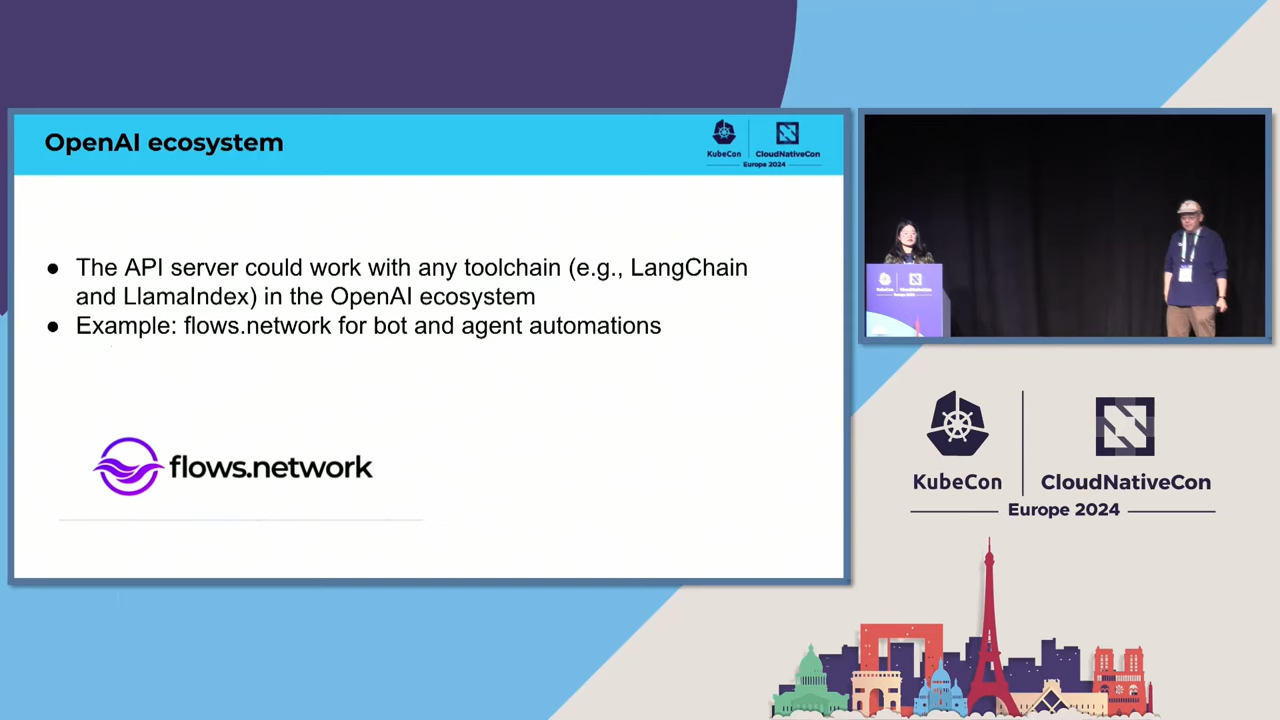 OpenAI ecosystem
KubeCon
CloudNativeCon
Europe 2024
● The API server could work with any toolchain (e.g., LangChain
and LlamaIndex) in the OpenAI ecosystem
● Example: flows.network for bot and agent automations
flows.network
KubeCon
CloudNativeCon
Europe 2024